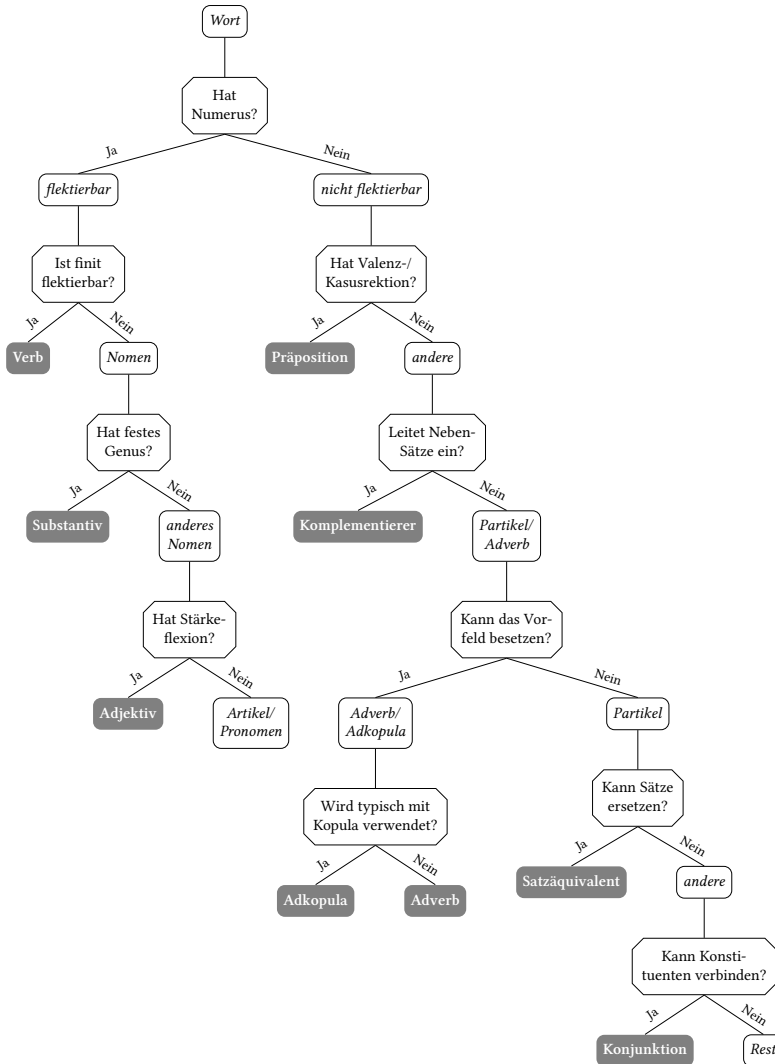 Wort
Hat
Numerus?
Ja
Nein
flektierbar
nicht flektierbar
Ist finit
flektierbar?
Hat Valenz-/
Kasusrektion?
Ja
Nein
Ja
Nein
Verb
Nomen
Präposition
andere
Hat festes
Genus?
Leitet Neben-
Sätze ein?
Ja
Nein
Ja
Nein
Substantiv
anderes
Nomen
Komplementierer
Partikel/
Adverb
Hat Stärke-
flexion?
Kann das Vor-
feld besetzen?
Ja
Nein
Ja
Nein
Adjektiv
Artikel/
Pronomen
Adverb/
Adkopula
Partikel
Wird typisch mit
Kopula verwendet?
Kann Sätze
ersetzen?
Ja
Nein
Ja
Nein
Adkopula
Adverb
Satzäquivalent
andere
Kann Konsti-
tuenten verbinden?
Ja
Nein
Konjunktion
Rest